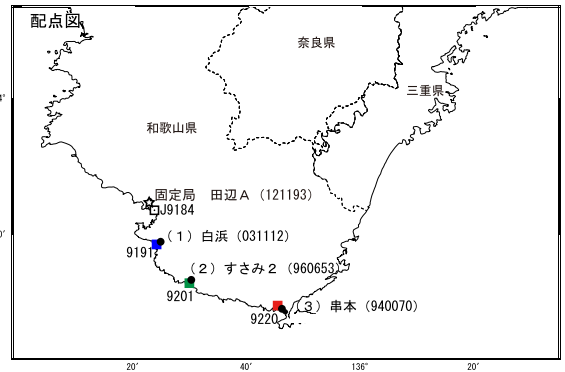 配点図
奈良県
三重県
4°
和歌山県
固定局　田辺A（121193）
J9184
0'
（1）白浜（031112）
9191
（2）すさみ2（960653）
9201
（3）串本（940070）
9220
20'
40'
136°
20'